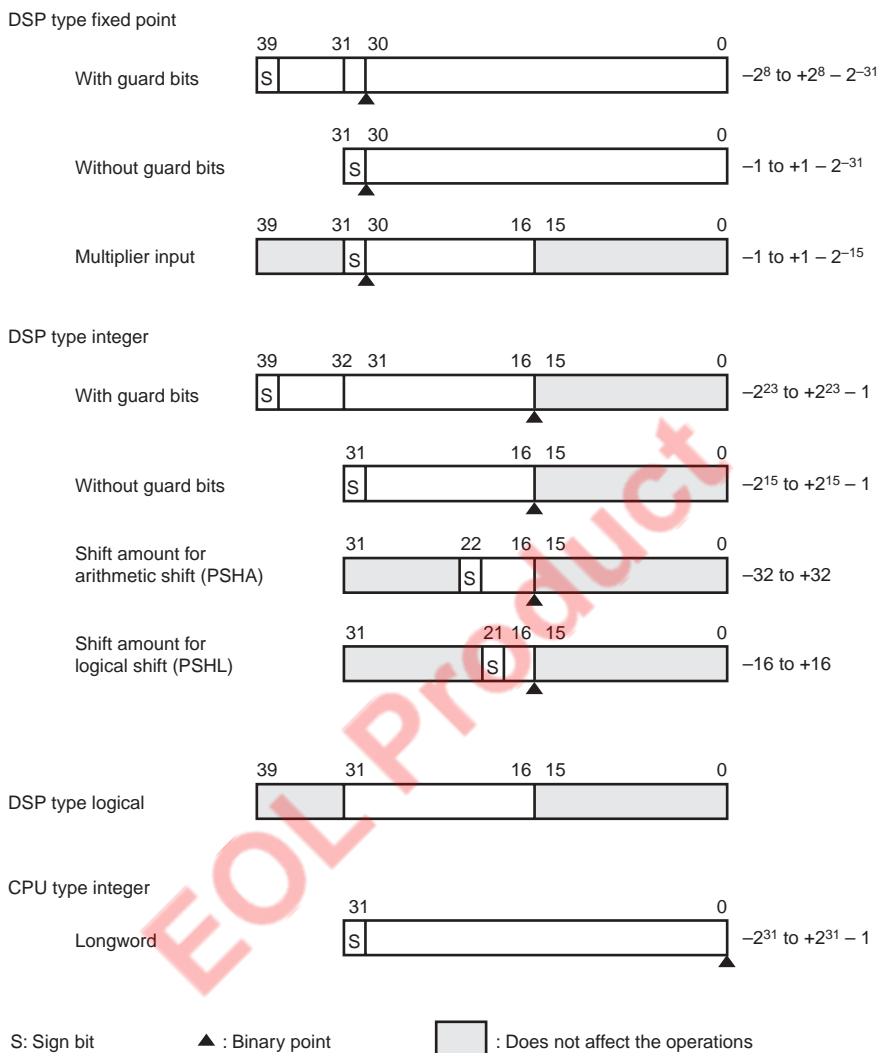 DSP type fixed point
39 31 30 0
With guard bits
S
–2⁸ to +2⁸ – 2⁻³¹
31 30 0
Without guard bits
S
–1 to +1 – 2⁻³¹
39 31 30 16 15 0
Multiplier input
S
–1 to +1 – 2⁻¹⁵
DSP type integer
39 32 31 16 15 0
With guard bits
S
–2²³ to +2²³ – 1
31 16 15 0
Without guard bits
S
–2¹⁵ to +2¹⁵ – 1
31 22 16 15 0
Shift amount for
arithmetic shift (PSHA)
S
–32 to +32
31 21 16 15 0
Shift amount for
logical shift (PSHL)
S
–16 to +16
39 31 16 15 0
DSP type logical
CPU type integer
31 0
Longword
S
–2³¹ to +2³¹ – 1
S: Sign bit ▲ : Binary point : Does not affect the operations
EOL Product